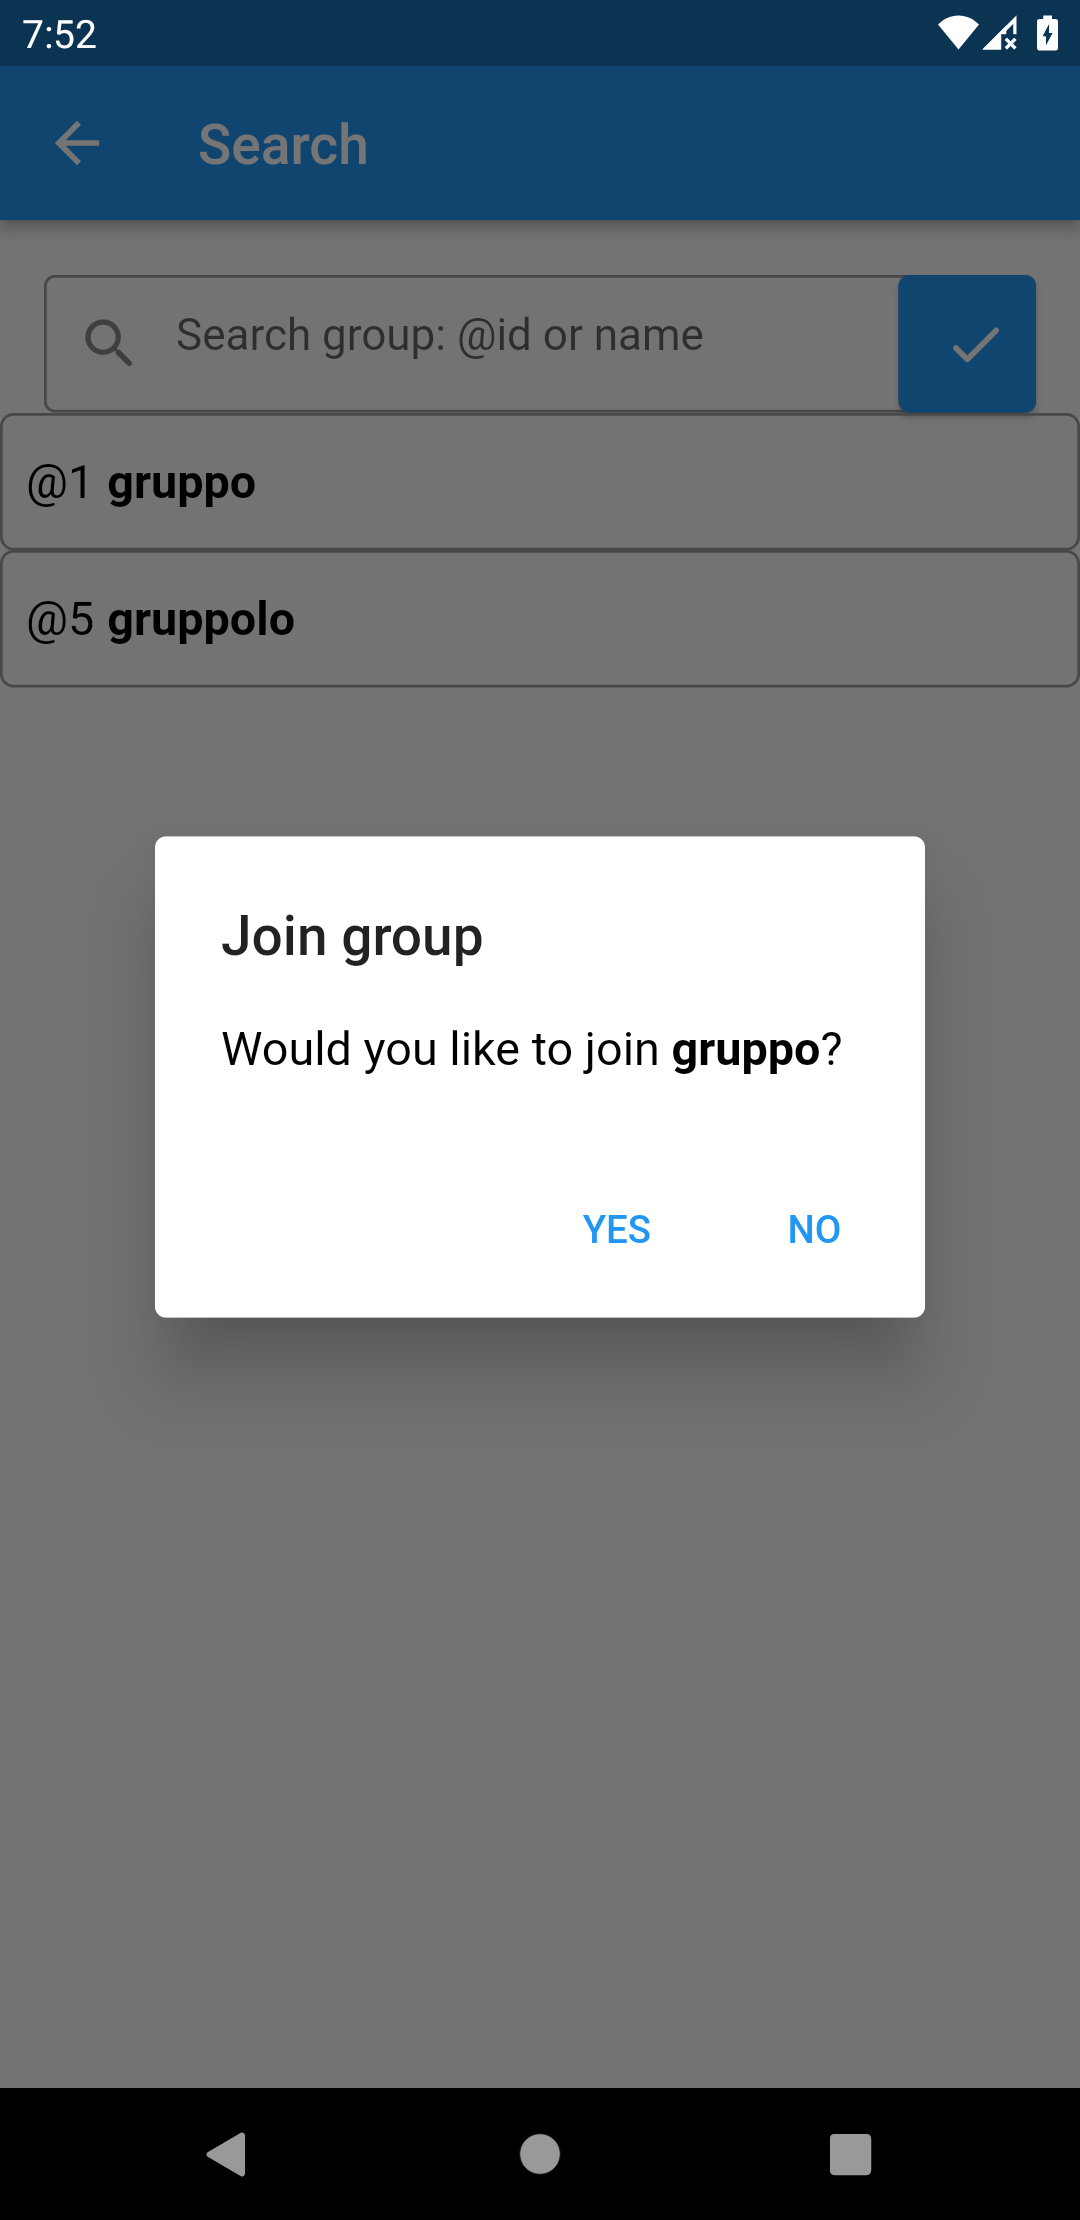 7:52
Search
Search group: @id or name
@1 gruppo
@5 gruppolo
Join group
Would you like to join gruppo?
YES NO